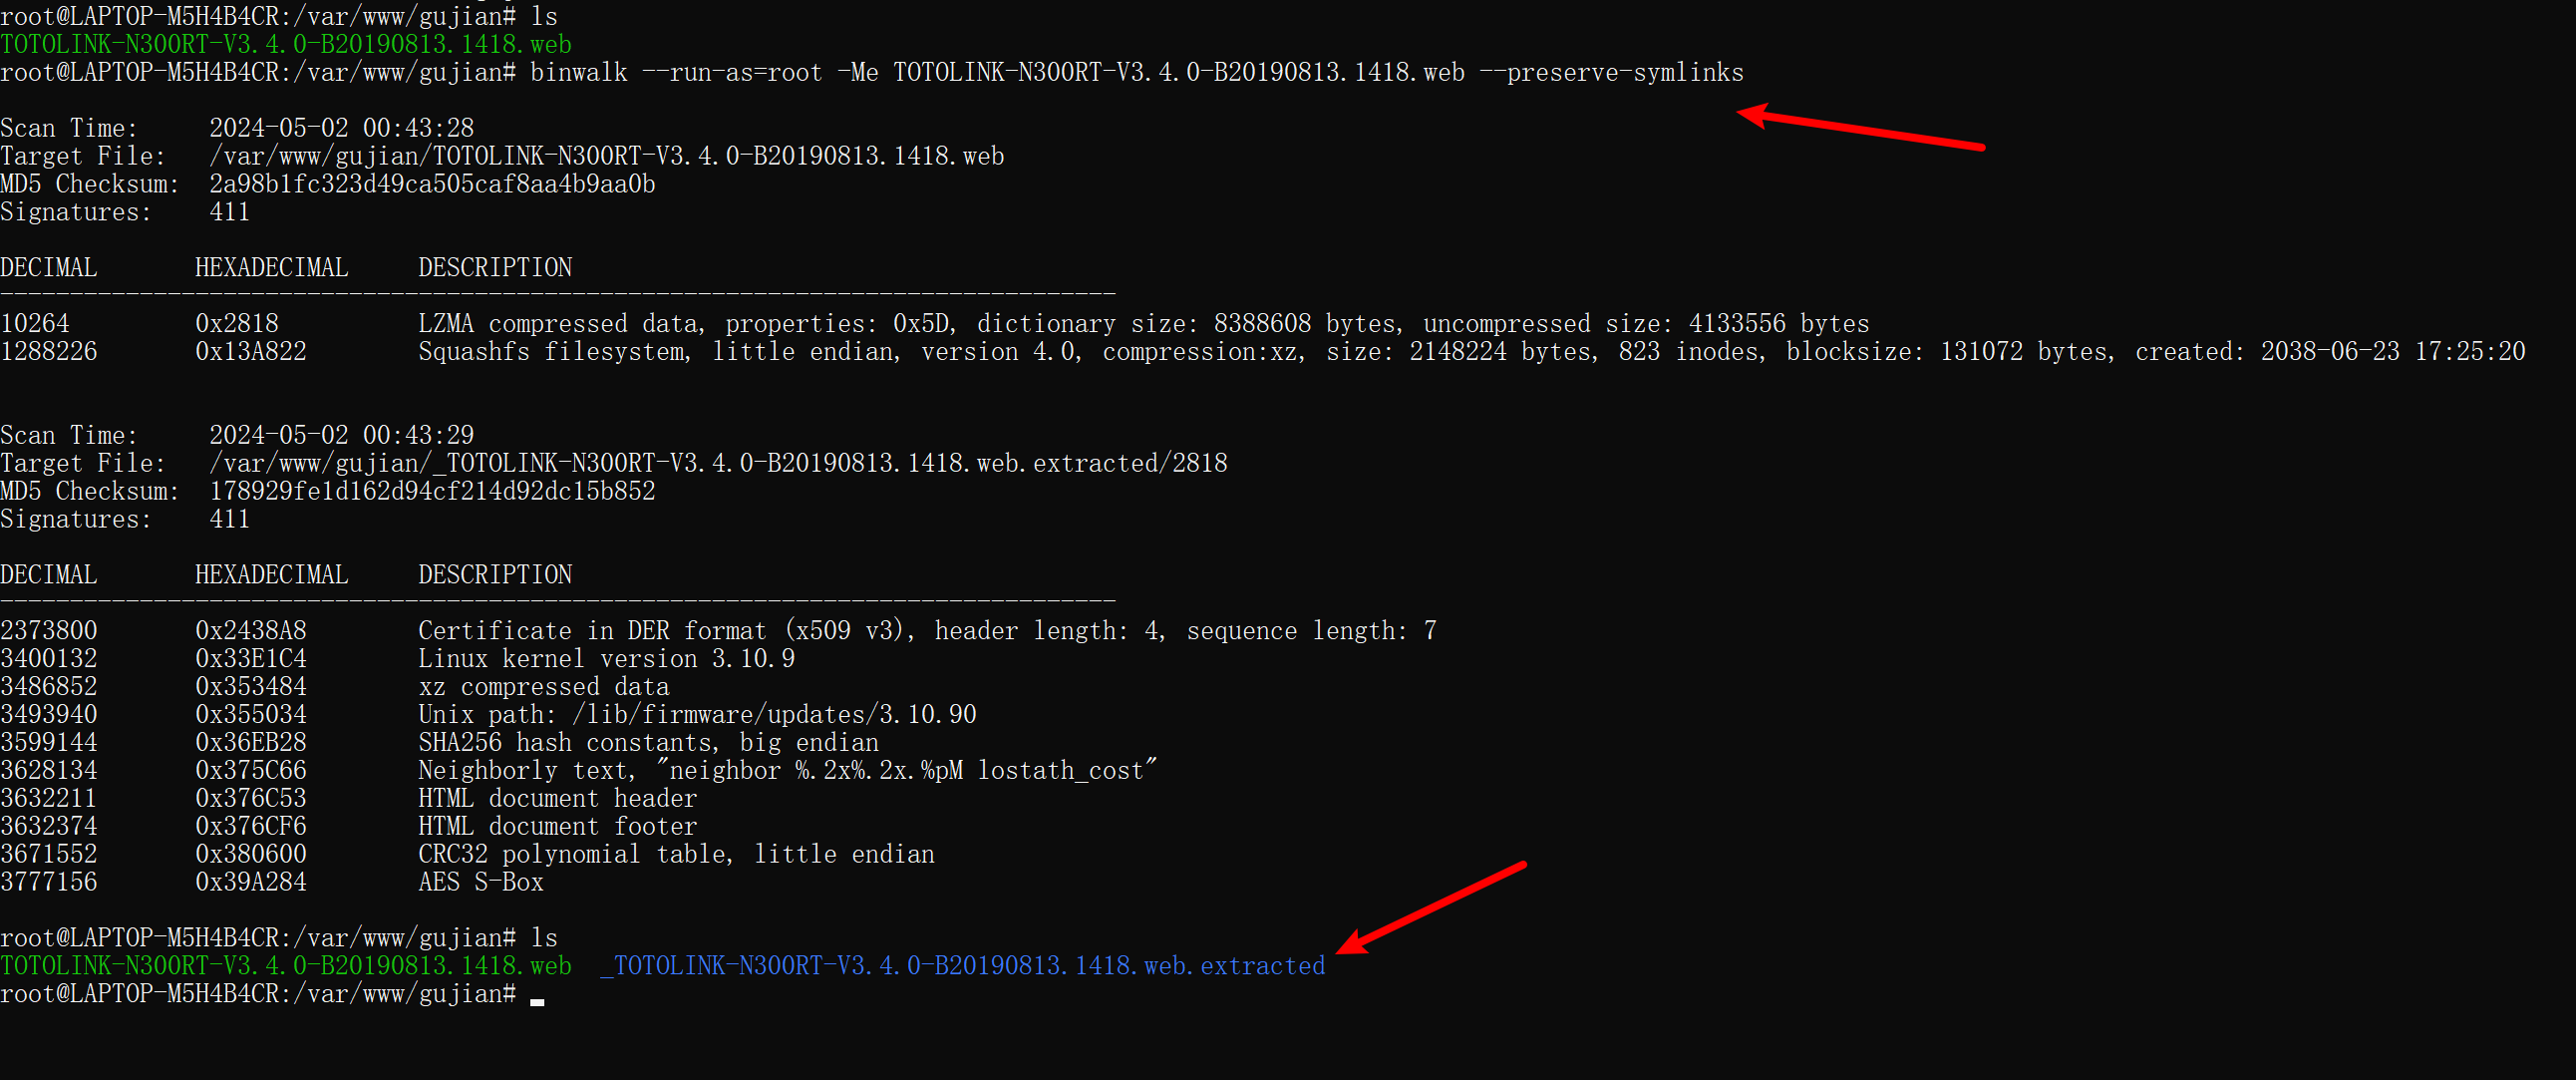 root@LAPTOP-M5H4B4CR:/var/www/gujian# ls
TOTOLINK-N300RT-V3.4.0-B20190813.1418.web
root@LAPTOP-M5H4B4CR:/var/www/gujian# binwalk --run-as=root -Me TOTOLINK-N300RT-V3.4.0-B20190813.1418.web --preserve-symlinks
Scan Time:     2024-05-02 00:43:28
Target File:   /var/www/gujian/TOTOLINK-N300RT-V3.4.0-B20190813.1418.web
MD5 Checksum:  2a98b1fc323d49ca505caf8aa4b9aa0b
Signatures:    411
DECIMAL       HEXADECIMAL     DESCRIPTION
--------------------------------------------------------------------------------
10264         0x2818          LZMA compressed data, properties: 0x5D, dictionary size: 8388608 bytes, uncompressed size: 4133556 bytes
1288226       0x13A822        Squashfs filesystem, little endian, version 4.0, compression:xz, size: 2148224 bytes, 823 inodes, blocksize: 131072 bytes, created: 2038-06-23 17:25:20
Scan Time:     2024-05-02 00:43:29
Target File:   /var/www/gujian/_TOTOLINK-N300RT-V3.4.0-B20190813.1418.web.extracted/2818
MD5 Checksum:  178929fe1d162d94cf214d92dc15b852
Signatures:    411
DECIMAL       HEXADECIMAL     DESCRIPTION
--------------------------------------------------------------------------------
2373800       0x2438A8        Certificate in DER format (x509 v3), header length: 4, sequence length: 7
3400132       0x33E1C4        Linux kernel version 3.10.9
3486852       0x353484        xz compressed data
3493940       0x355034        Unix path: /lib/firmware/updates/3.10.90
3599144       0x36EB28        SHA256 hash constants, big endian
3628134       0x375C66        Neighborly text, "neighbor %.2x%.2x.%pM lostath_cost"
3632211       0x376C53        HTML document header
3632374       0x376CF6        HTML document footer
3671552       0x380600        CRC32 polynomial table, little endian
3777156       0x39A284        AES S-Box
root@LAPTOP-M5H4B4CR:/var/www/gujian# ls
TOTOLINK-N300RT-V3.4.0-B20190813.1418.web  _TOTOLINK-N300RT-V3.4.0-B20190813.1418.web.extracted
root@LAPTOP-M5H4B4CR:/var/www/gujian#